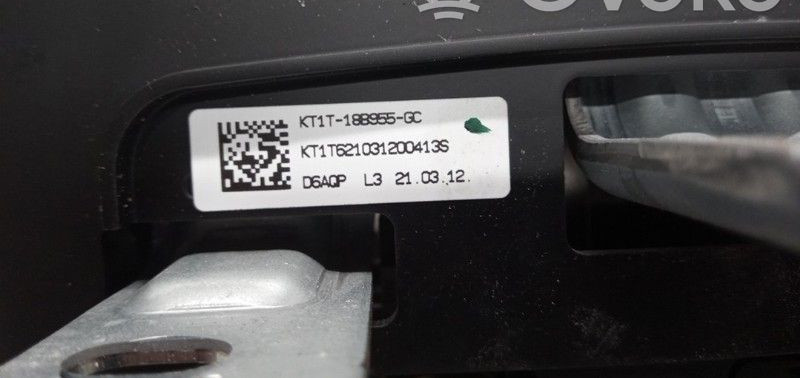 KT1T-18B955-GC
KT1T621031200413S
D6AQP L3 21.03.12.